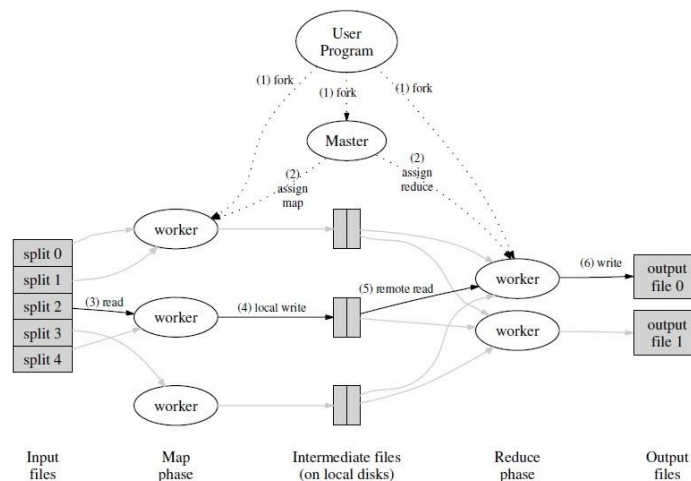 User
Program
(1) fork
(1) fork
(1) fork
Master
(2)
assign
map
(2)
assign
reduce
worker
split 0
split 1
split 2
split 3
split 4
(3) read
worker
(4) local write
(5) remote read
worker
(6) write
output
file 0
worker
output
file 1
worker
Input
files
Map
phase
Intermediate files
(on local disks)
Reduce
phase
Output
files